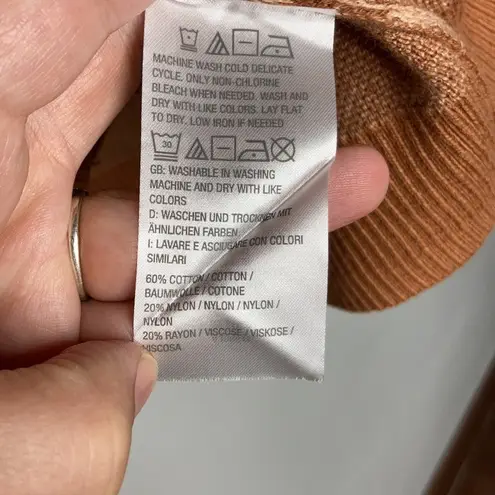 MACHINE WASH COLD DELICATE
CYCLE. ONLY NON-CHLORINE
BLEACH WHEN NEEDED. WASH AND
DRY WITH LIKE COLORS. LAY FLAT
TO DRY. LOW IRON IF NEEDED
30
GB: WASHABLE IN WASHING
MACHINE AND DRY WITH LIKE
COLORS
D: WASCHEN UND TROCKNEN MIT
ÄHNLICHEN FARBEN
I: LAVARE E ASCIUGARE CON COLORI
SIMILARI
60% COTTON / COTTON /
BAUMWOLLE / COTONE
20% NYLON / NYLON / NYLON /
NYLON
20% RAYON / VISCOSE / VISKOSE /
VISCOSA